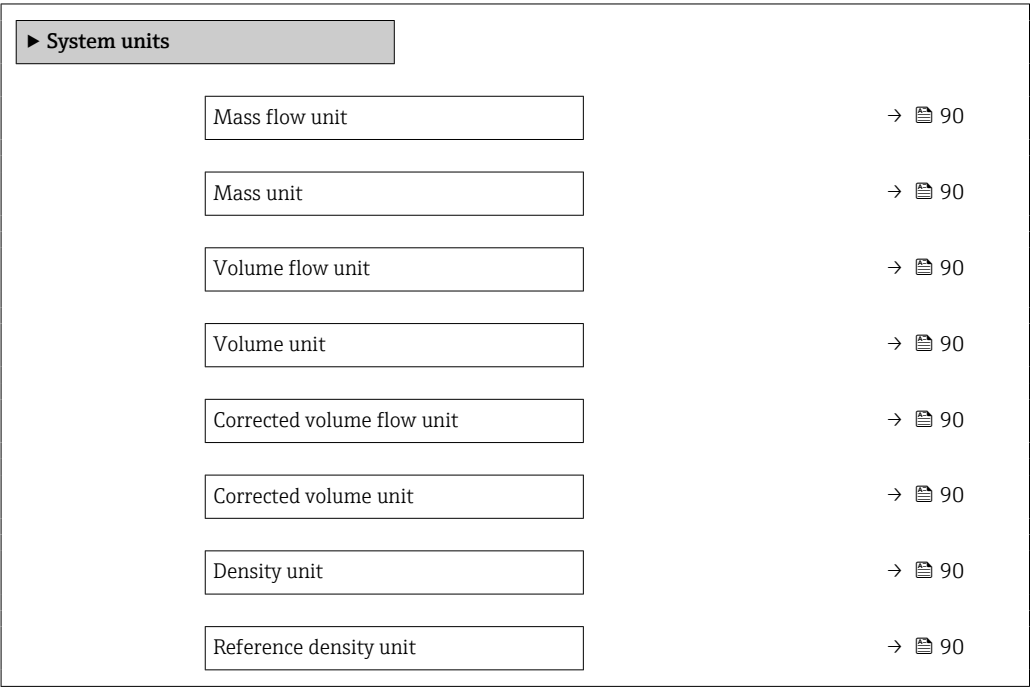 ▶ System units
Mass flow unit → 90
Mass unit → 90
Volume flow unit → 90
Volume unit → 90
Corrected volume flow unit → 90
Corrected volume unit → 90
Density unit → 90
Reference density unit → 90